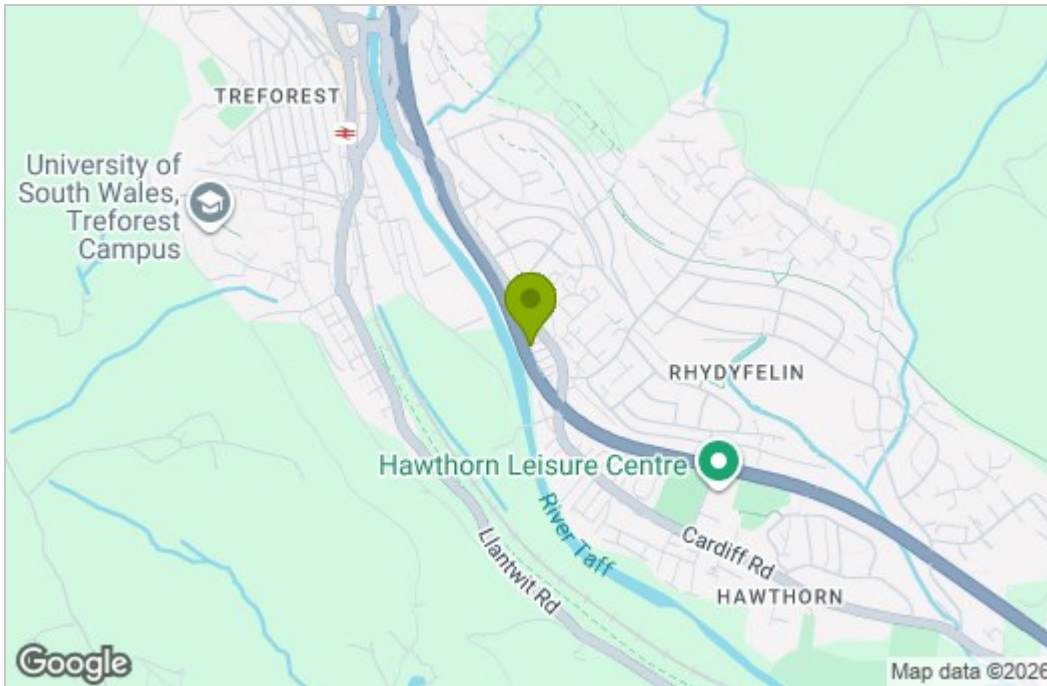 TREFOREST
University of
South Wales,
Treforest
Campus
RHYDYFELIN
Hawthorn Leisure Centre
River Taff
Llantwit Rd
Cardiff Rd
HAWTHORN
Google
Map data ©2026